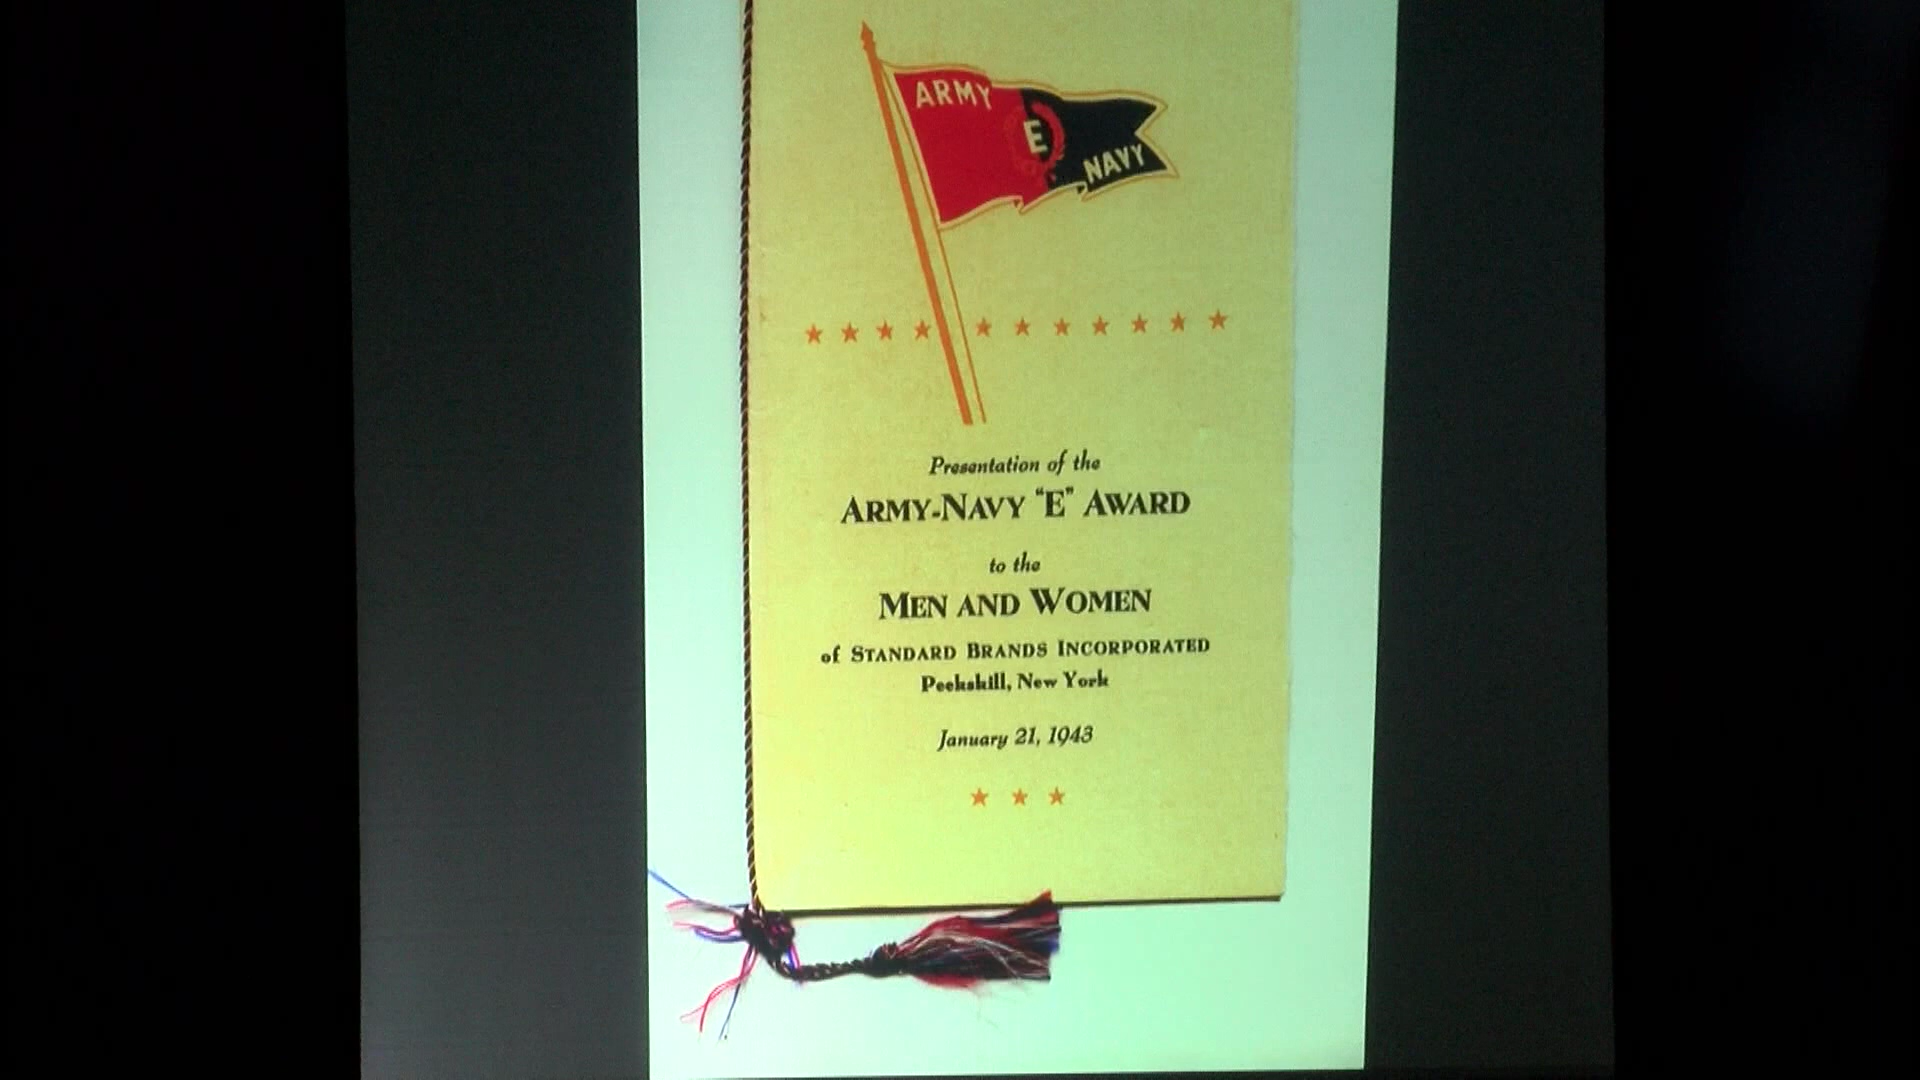 ARMY
E
NAVY
Presentation of the
ARMY-NAVY "E" AWARD
to the
MEN AND WOMEN
of STANDARD BRANDS INCORPORATED
Peekskill, New York
January 21, 1943